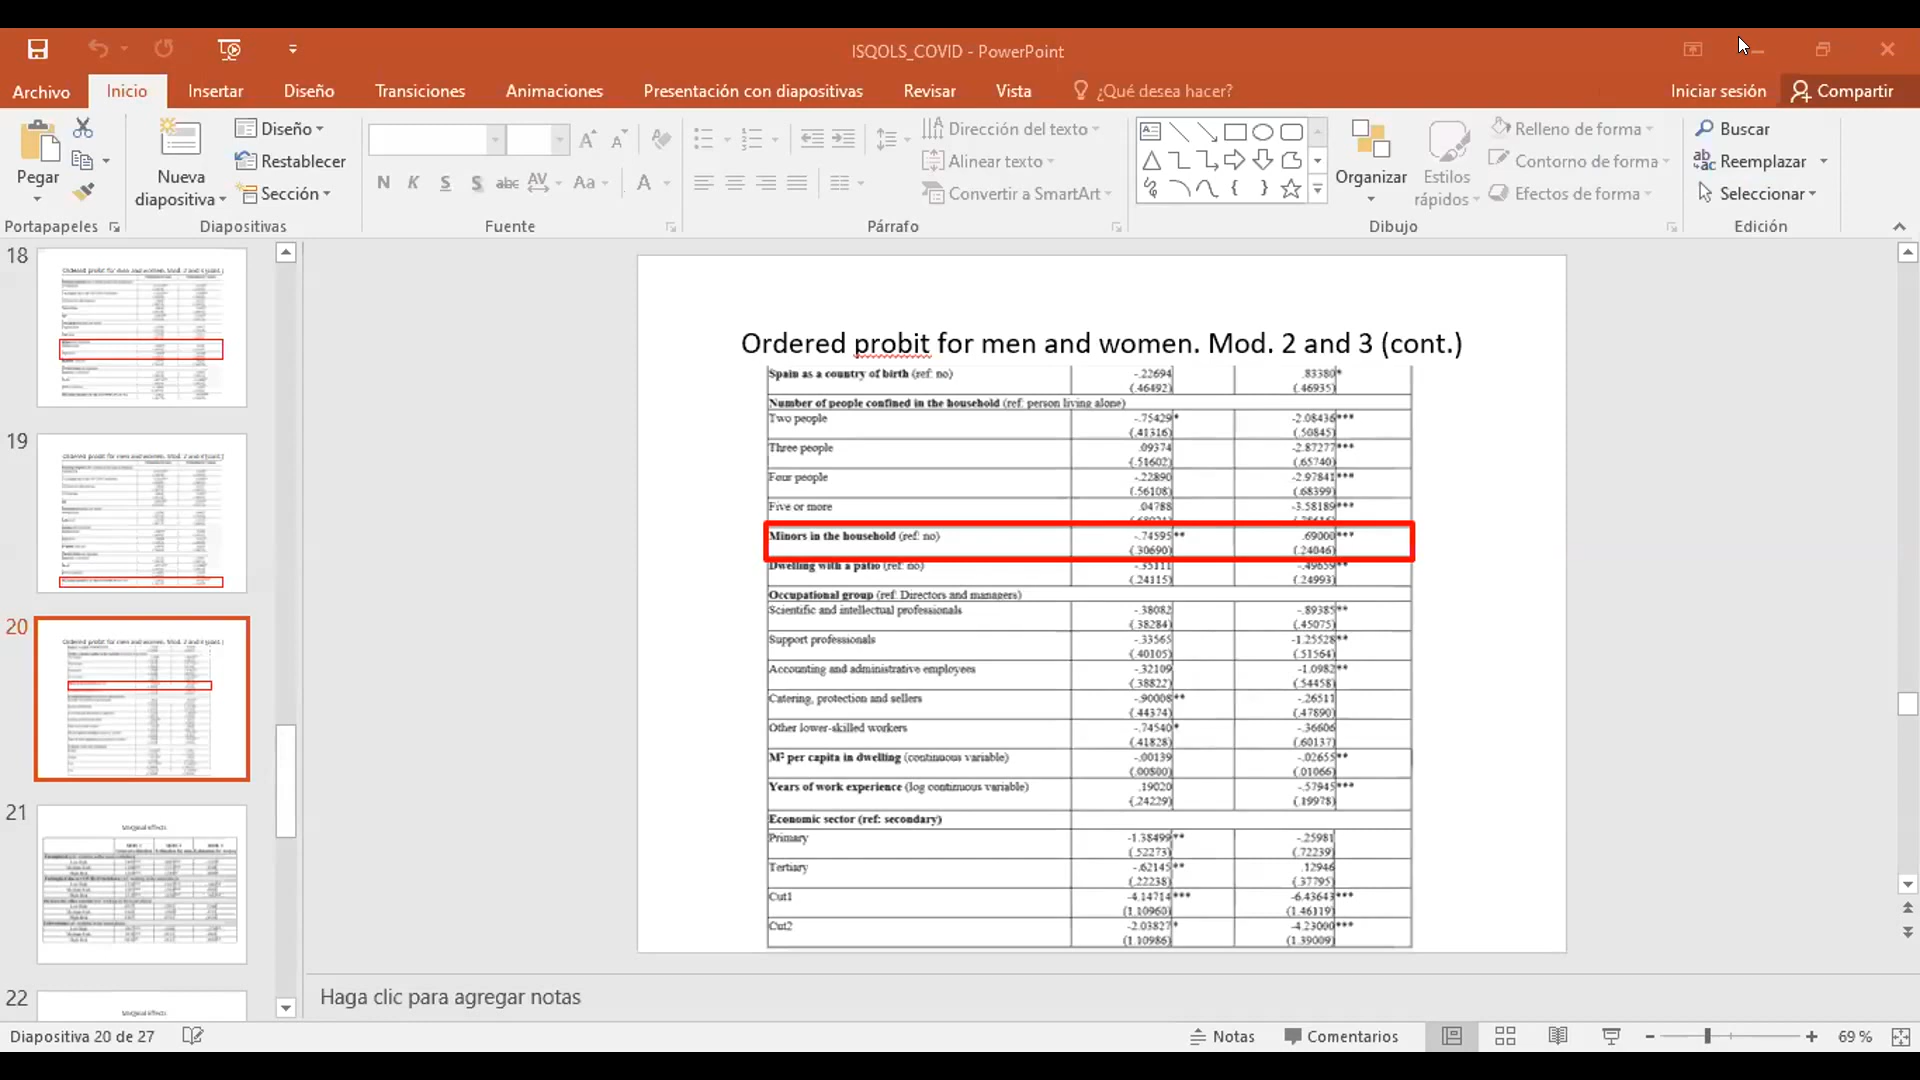 ISQOLS_COVID - PowerPoint
Archivo Inicio Insertar Diseño Transiciones Animaciones Presentación con diapositivas Revisar Vista ¿Qué desea hacer? Iniciar sesión Compartir
Pegar
Nueva diapositiva
Diseño
Restablecer
Sección
N K S S abc AV Aa A
Dirección del texto
Alinear texto
Convertir a SmartArt
Organizar
Estilos rápidos
Relleno de forma
Contorno de forma
Efectos de forma
Buscar
Reemplazar
Seleccionar
Portapapeles Diapositivas Fuente Párrafo Dibujo Edición
18
19
20
21
22
Ordered probit for men and women. Mod. 2 and 3 (cont.)
Spain as a country of birth (ref: no) -.22694 .83380*
(.46492) (.46935)
Number of people confined in the household (ref: person living alone)
Two people -.75429* -2.08436***
(.41316) (.50845)
Three people .09374 -2.87277***
(.51602) (.65740)
Four people -.22890 -2.97841***
(.56108) (.68399)
Five or more .04788 -3.58189***
Minors in the household (ref: no) -.74595** .69000***
(.30690) (.24046)
Dwelling with a patio (ref: no) -.35111 -.49659**
(.24115) (.24993)
Occupational group (ref: Directors and managers)
Scientific and intellectual professionals -.38082 -.89385**
(.38284) (.45075)
Support professionals -.33565 -1.25528**
(.40105) (.51564)
Accounting and administrative employees -.32109 -1.0982**
(.38822) (.54458)
Catering, protection and sellers -.90008** -.26511
(.44374) (.47890)
Other lower-skilled workers -.74540* -.36606
(.41828) (.60137)
M² per capita in dwelling (continuous variable) -.00139 -.02655**
(.00800) (.01066)
Years of work experience (log continuous variable) .19020 -.57945***
(.24229) (.19978)
Economic sector (ref: secondary)
Primary -1.38499** -.25981
(.52273) (.72239)
Tertiary -.62145** .12946
(.22238) (.37795)
Cut1 -4.14714*** -6.43643***
(1.10960) (1.46119)
Cut2 -2.03827* -4.23000***
(1.10986) (1.39009)
Haga clic para agregar notas
Diapositiva 20 de 27 Notas Comentarios 69 %